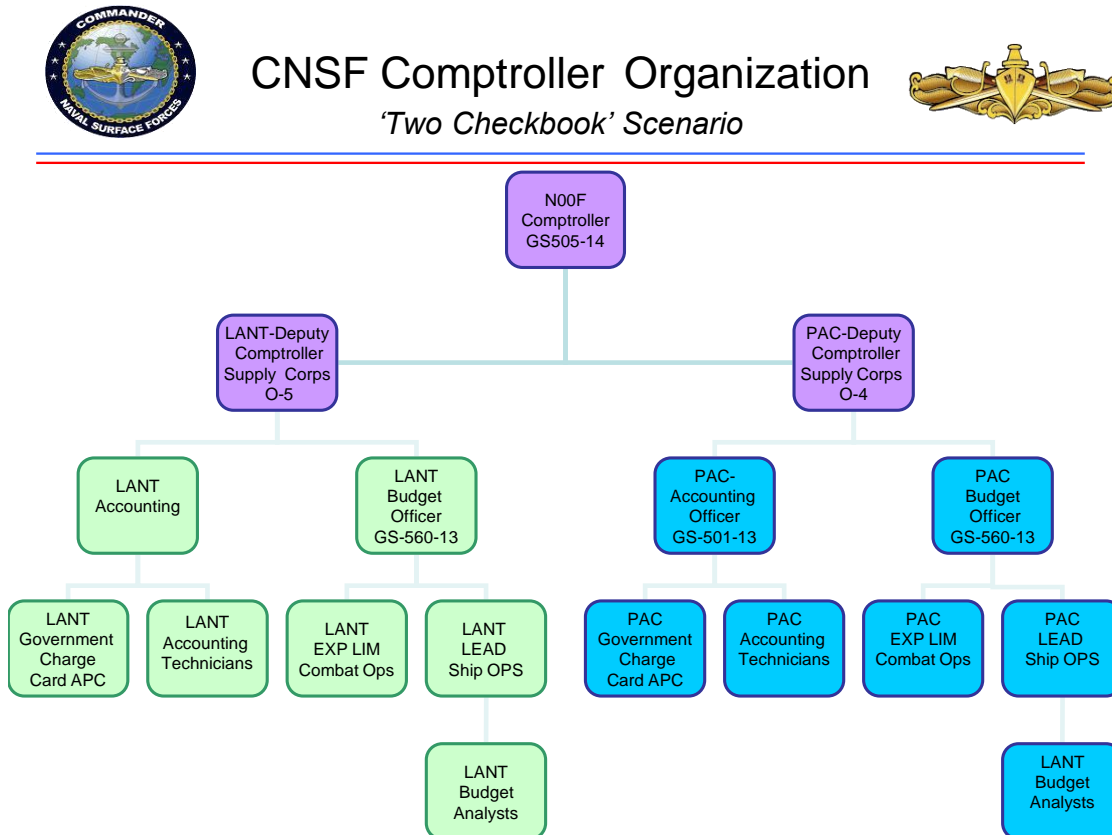 COMMANDER
NAVAL SURFACE FORCES
CNSF Comptroller Organization
‘Two Checkbook’ Scenario
N00F
Comptroller
GS505-14
LANT-Deputy
Comptroller
Supply Corps
O-5
PAC-Deputy
Comptroller
Supply Corps
O-4
LANT
Accounting
LANT
Budget
Officer
GS-560-13
PAC-
Accounting
Officer
GS-501-13
PAC
Budget
Officer
GS-560-13
LANT
Government
Charge
Card APC
LANT
Accounting
Technicians
LANT
EXP LIM
Combat Ops
LANT
LEAD
Ship OPS
PAC
Government
Charge
Card APC
PAC
Accounting
Technicians
PAC
EXP LIM
Combat Ops
PAC
LEAD
Ship OPS
LANT
Budget
Analysts
LANT
Budget
Analysts